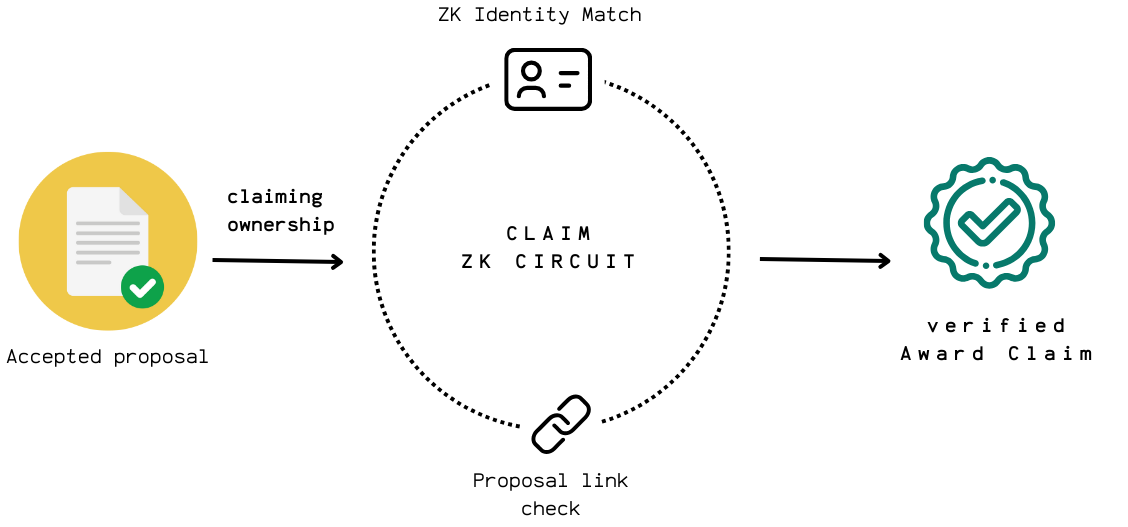 ZK Identity Match
claiming
ownership
CLAIM
ZK CIRCUIT
verified
Award Claim
Accepted proposal
Proposal link
check